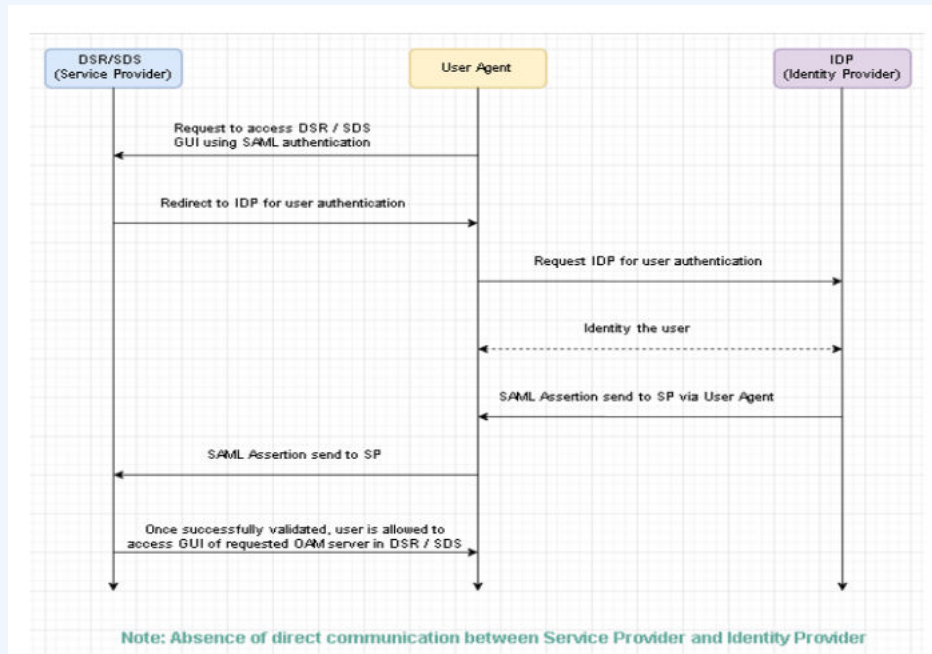 DSR/SDS
(Service Provider)
User Agent
IDP
(Identity Provider)
Request to access DSR / SDS
GUI using SAML authentication
Redirect to IDP for user authentication
Request IDP for user authentication
Identity the user
SAML Assertion send to SP via User Agent
SAML Assertion send to SP
Once successfully validated, user is allowed to
access GUI of requested OAM server in DSR / SDS
Note: Absence of direct communication between Service Provider and Identity Provider